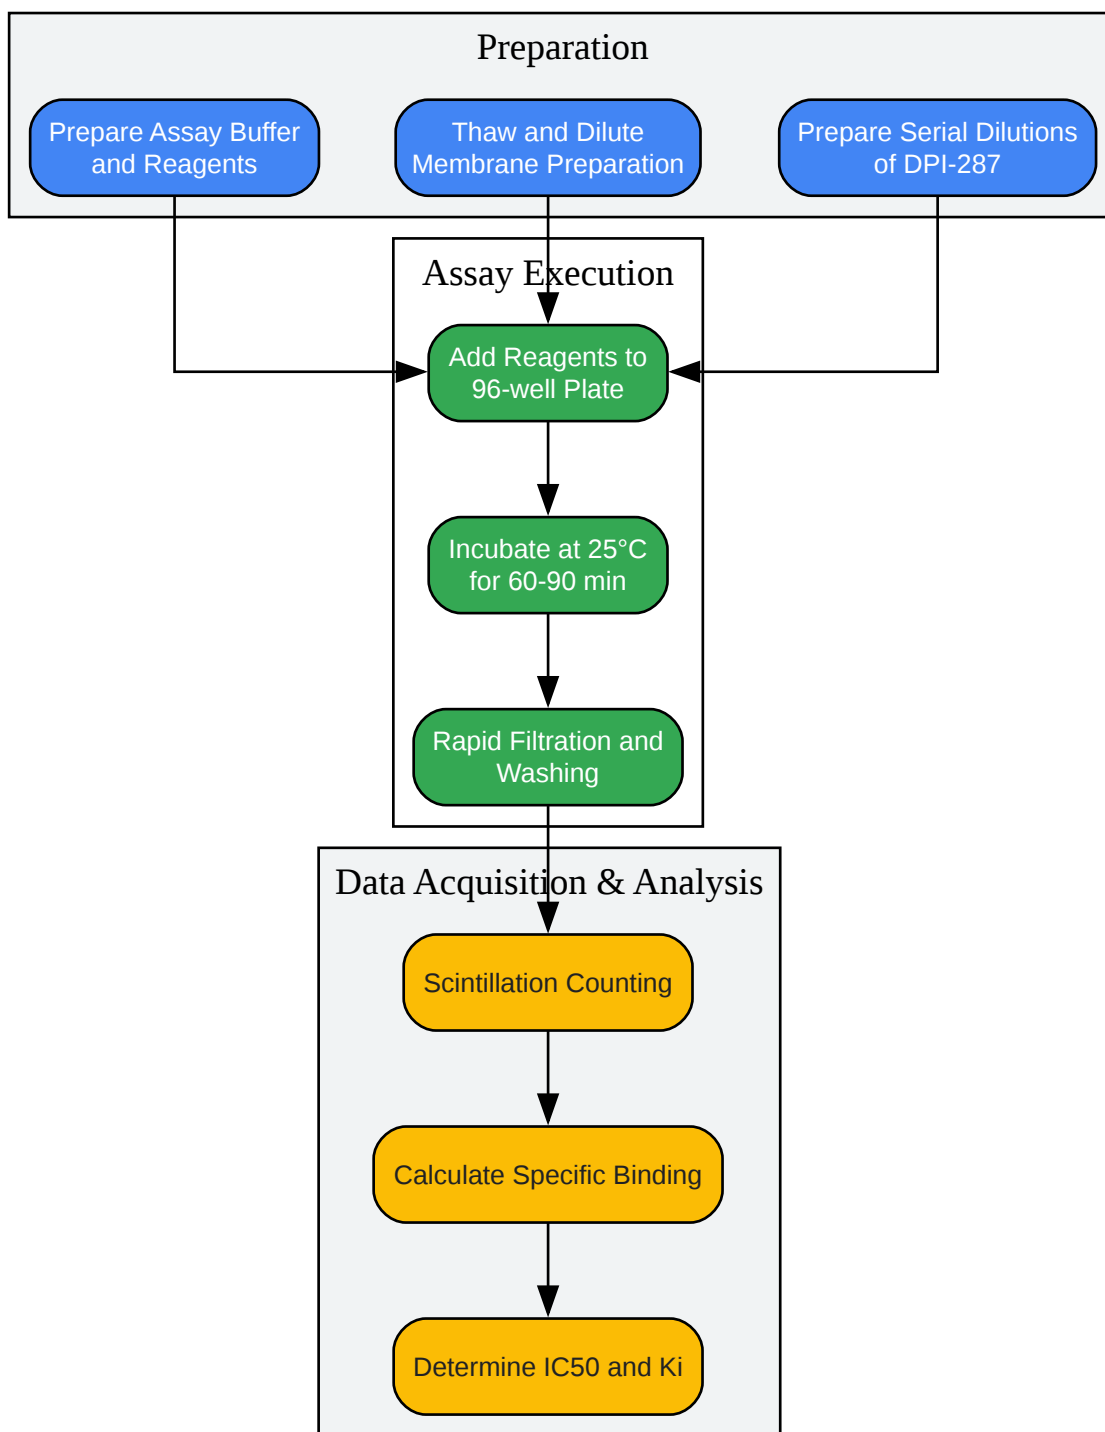 Preparation
Prepare Assay Buffer
and Reagents
Thaw and Dilute
Membrane Preparation
Prepare Serial Dilutions
of DPI-287
Assay Execution
Add Reagents to
96-well Plate
Incubate at 25°C
for 60-90 min
Rapid Filtration and
Washing
Data Acquisition & Analysis
Scintillation Counting
Calculate Specific Binding
Determine IC50 and Ki